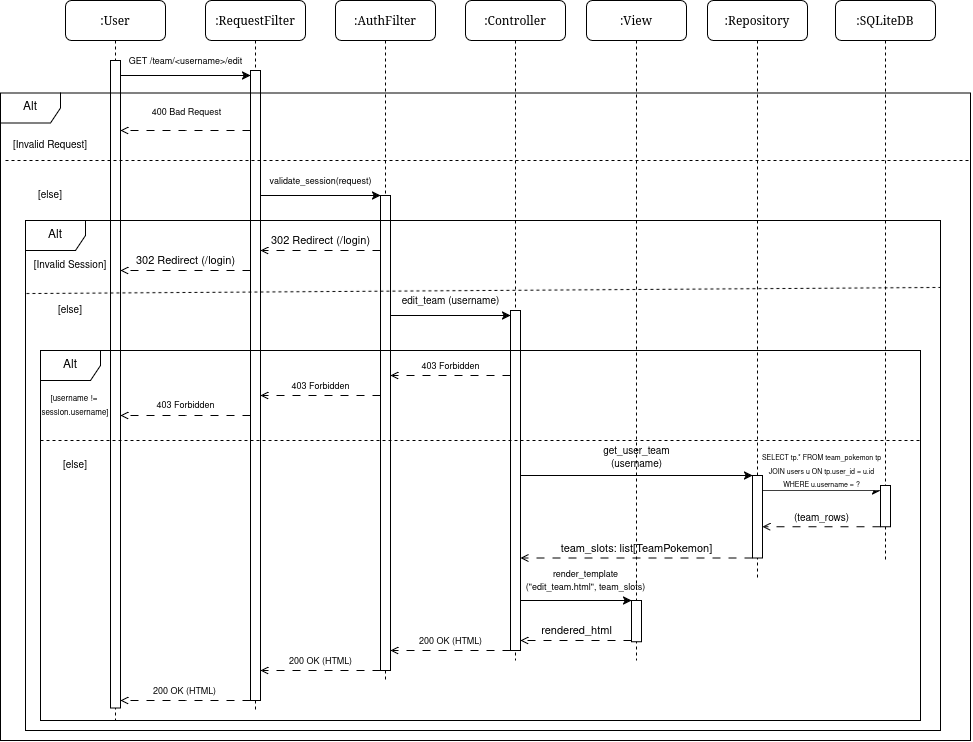 :User
:RequestFilter
:AuthFilter
:Controller
:View
:Repository
:SQLiteDB
GET /team/<username>/edit
Alt
400 Bad Request
[Invalid Request]
[else]
validate_session(request)
Alt
302 Redirect (/login)
302 Redirect (/login)
[Invalid Session]
[else]
edit_team (username)
Alt
403 Forbidden
403 Forbidden
403 Forbidden
[username !=
session.username]
[else]
get_user_team
(username)
SELECT tp.* FROM team_pokemon tp
JOIN users u ON tp.user_id = u.id
WHERE u.username = ?
(team_rows)
team_slots: list[TeamPokemon]
render_template
("edit_team.html", team_slots)
rendered_html
200 OK (HTML)
200 OK (HTML)
200 OK (HTML)